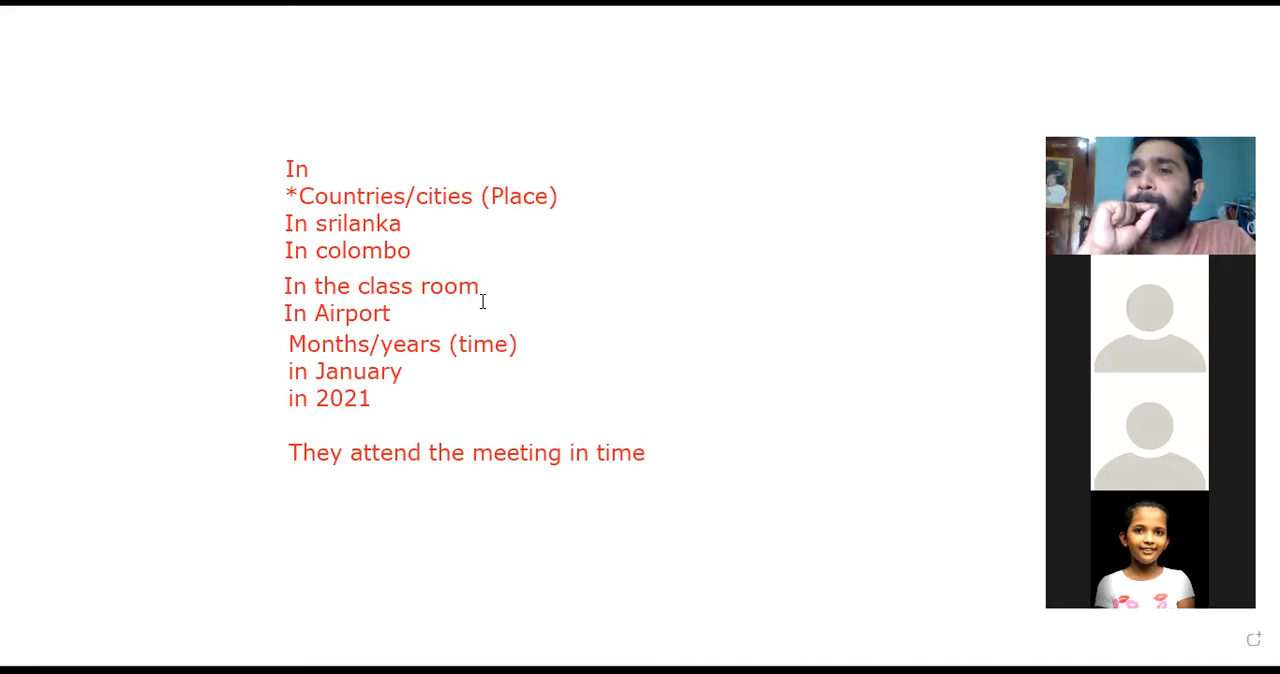 In
*Countries/cities (Place)
In srilanka
In colombo
In the class room
In Airport
Months/years (time)
in January
in 2021
They attend the meeting in time